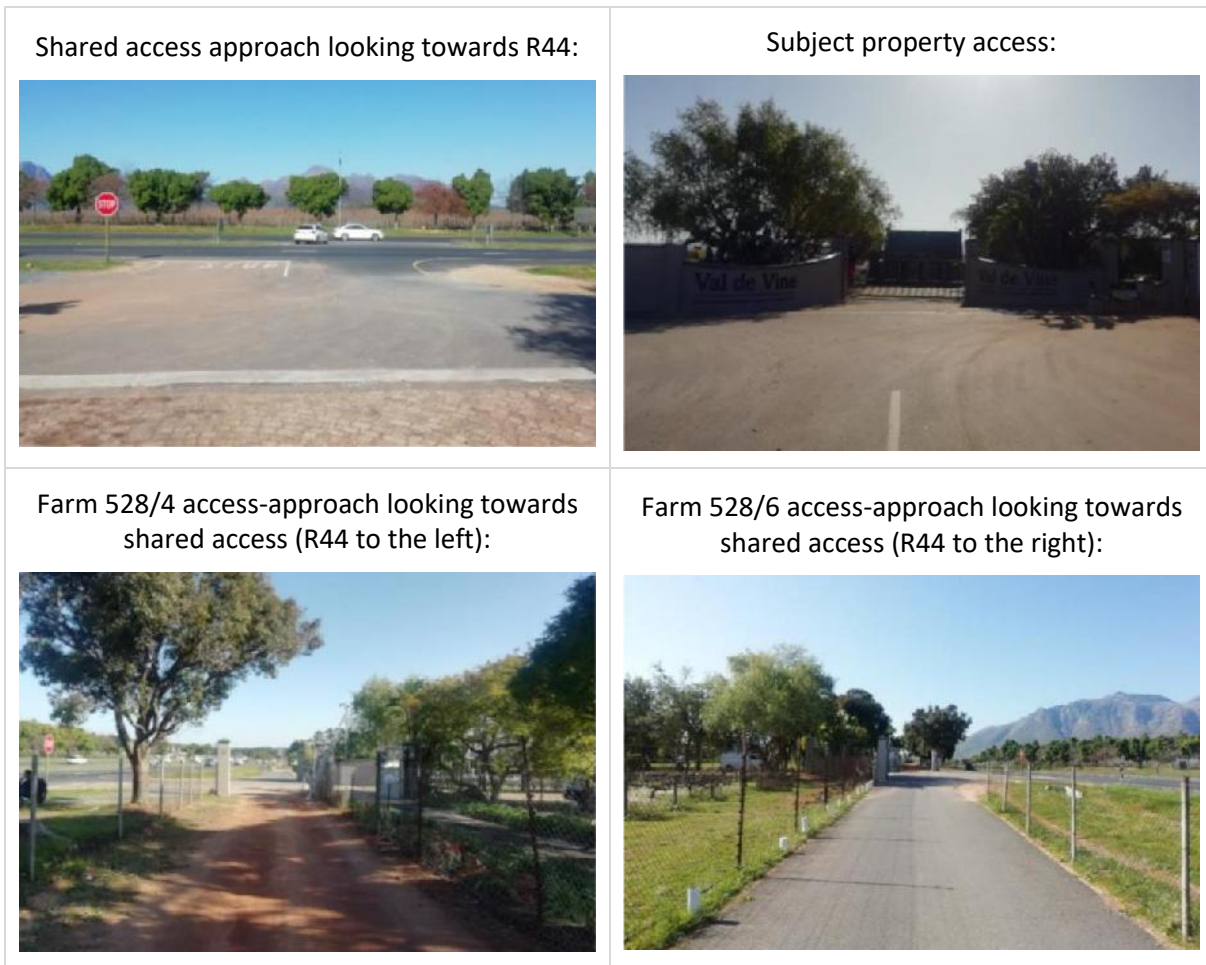 Shared access approach looking towards R44:
Subject property access:
STOP
Val de Vine
Val de Vine
Farm 528/4 access-approach looking towards
shared access (R44 to the left):
Farm 528/6 access-approach looking towards
shared access (R44 to the right):